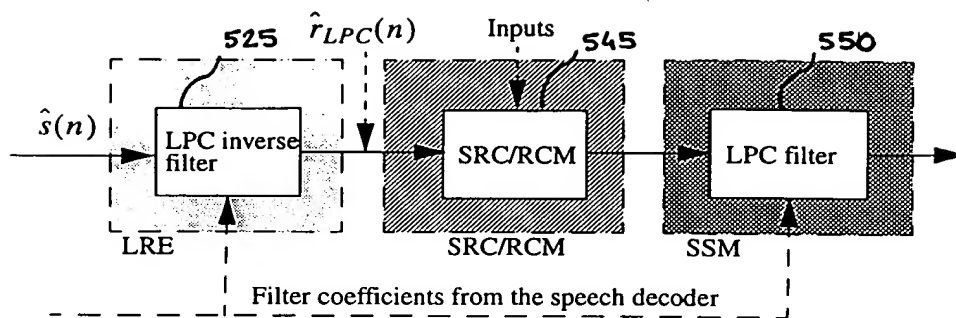 525
r̂_LPC(n)
Inputs
545
550
ŝ(n)
LPC inverse
filter
SRC/RCM
LPC filter
LRE
SRC/RCM
SSM
Filter coefficients from the speech decoder